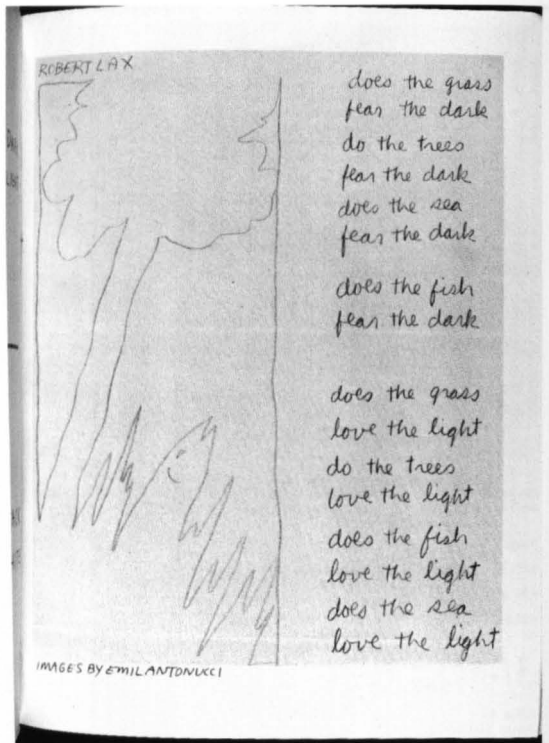 ROBERT LAX
does the grass
fear the dark
do the trees
fear the dark
does the sea
fear the dark
does the fish
fear the dark
does the grass
love the light
do the trees
love the light
does the fish
love the light
does the sea
love the light
IMAGES BY EMIL ANTONUCCI